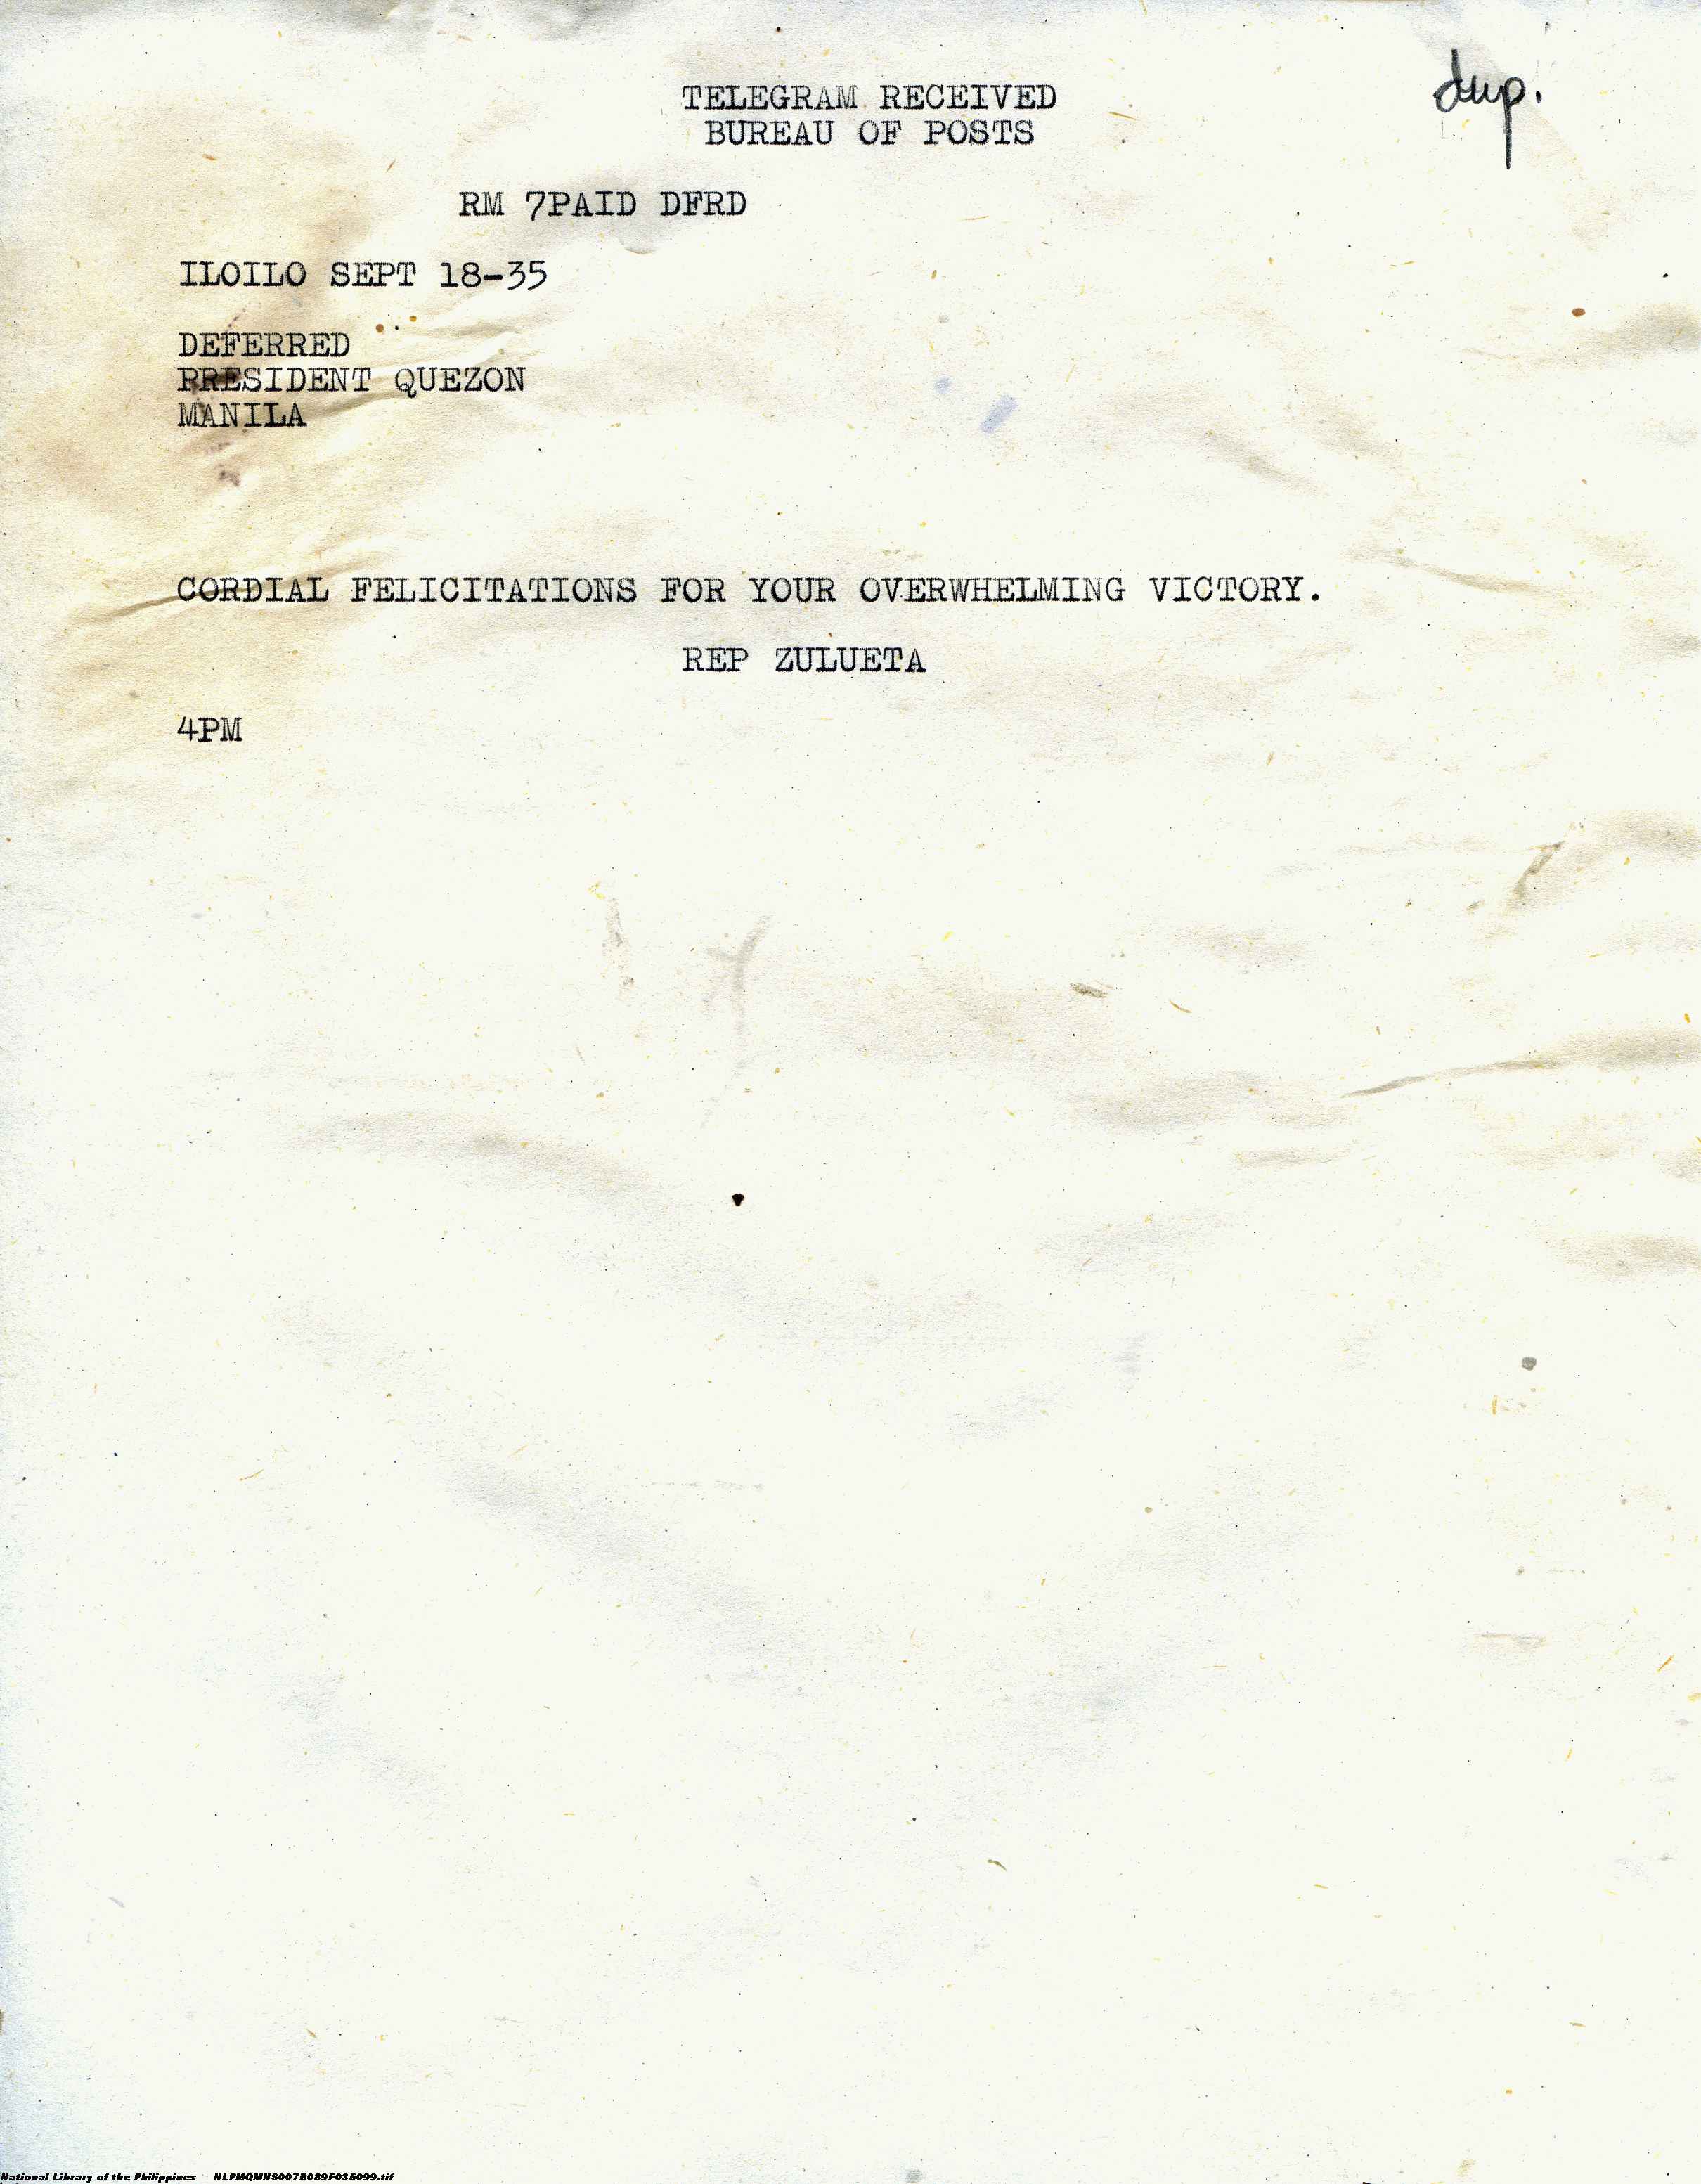 dup.
TELEGRAM RECEIVED
BUREAU OF POSTS
RM 7PAID DFRD
ILOILO SEPT 18-35
DEFERRED
PRESIDENT QUEZON
MANILA
CORDIAL FELICITATIONS FOR YOUR OVERWHELMING VICTORY.
REP ZULUETA
4PM
National Library of the Philippines NLPMQMNS007B089F035099.tif